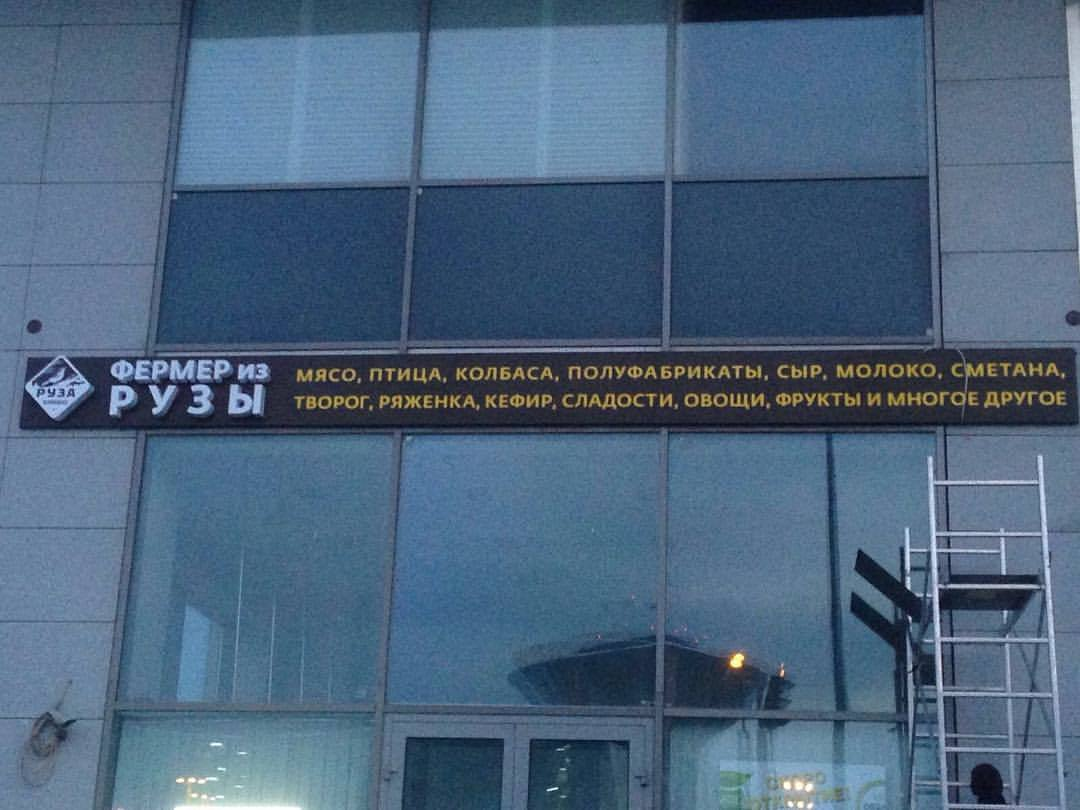 РУЗА
ФЕРМЕР ИЗ
РУЗЫ
МЯСО, ПТИЦА, КОЛБАСА, ПОЛУФАБРИКАТЫ, СЫР, МОЛОКО, СМЕТАНА,
ТВОРОГ, РЯЖЕНКА, КЕФИР, СЛАДОСТИ, ОВОЩИ, ФРУКТЫ И МНОГОЕ ДРУГОЕ
СКОРО